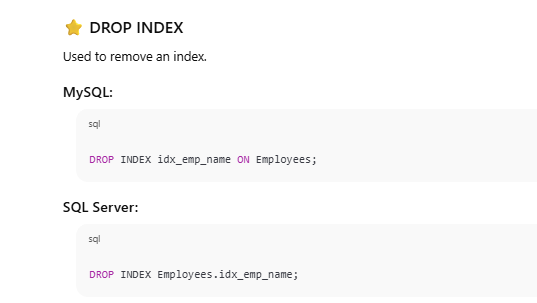 ⭐ DROP INDEX
Used to remove an index.
MySQL:
sql
DROP INDEX idx_emp_name ON Employees;
SQL Server:
sql
DROP INDEX Employees.idx_emp_name;